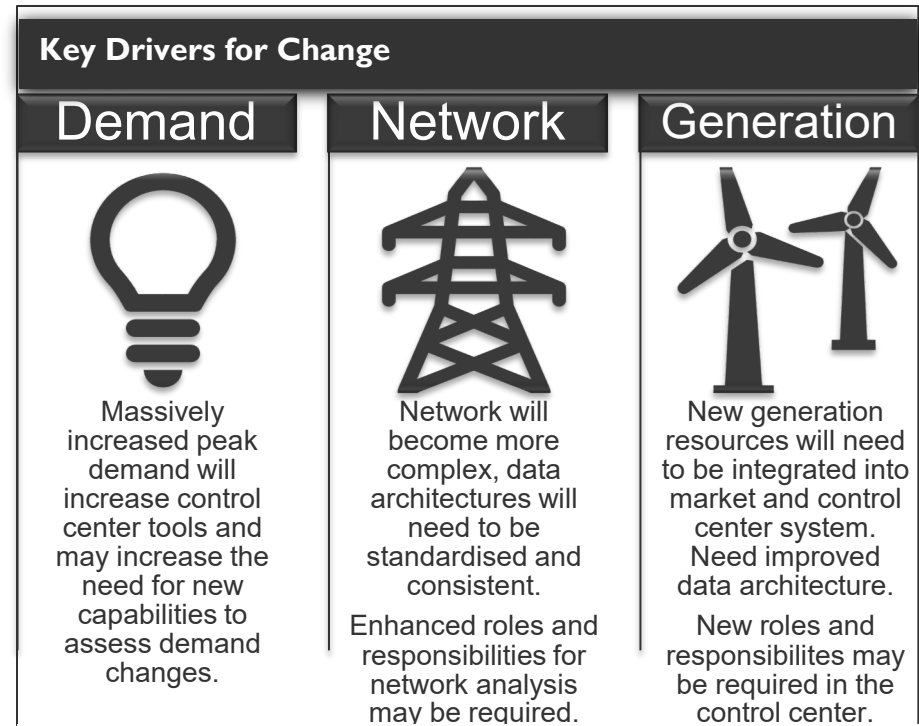 Key Drivers for Change
Demand
Massively
increased peak
demand will
increase control
center tools and
may increase the
need for new
capabilities to
assess demand
changes.
Network
Network will
become more
complex, data
architectures will
need to be
standardised and
consistent.
Enhanced roles and
responsibilities for
network analysis
may be required.
Generation
New generation
resources will need
to be integrated into
market and control
center system.
Need improved
data architecture.
New roles and
responsibilites may
be required in the
control center.